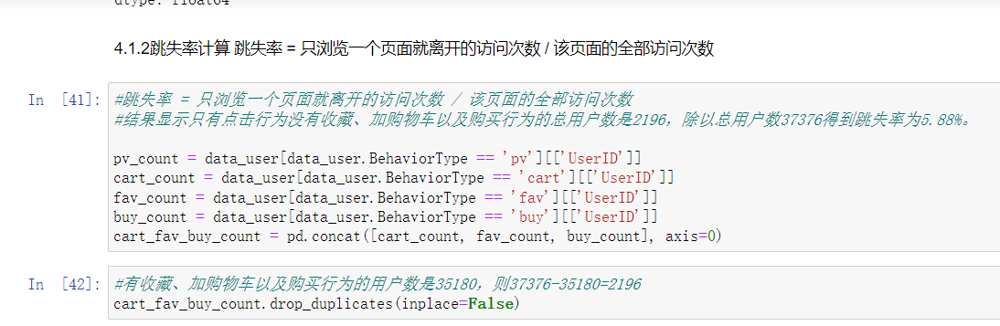 dtype: float64
4.1.2跳失率计算 跳失率 = 只浏览一个页面就离开的访问次数 / 该页面的全部访问次数
In [41]: #跳失率 = 只浏览一个页面就离开的访问次数 / 该页面的全部访问次数
#结果显示只有点击行为没有收藏、加购物车以及购买行为的总用户数是2196，除以总用户数37376得到跳失率为5.88%。
pv_count = data_user[data_user.BehaviorType == 'pv'][['UserID']]
cart_count = data_user[data_user.BehaviorType == 'cart'][['UserID']]
fav_count = data_user[data_user.BehaviorType == 'fav'][['UserID']]
buy_count = data_user[data_user.BehaviorType == 'buy'][['UserID']]
cart_fav_buy_count = pd.concat([cart_count, fav_count, buy_count], axis=0)
In [42]: #有收藏、加购物车以及购买行为的用户数是35180，则37376-35180=2196
cart_fav_buy_count.drop_duplicates(inplace=False)